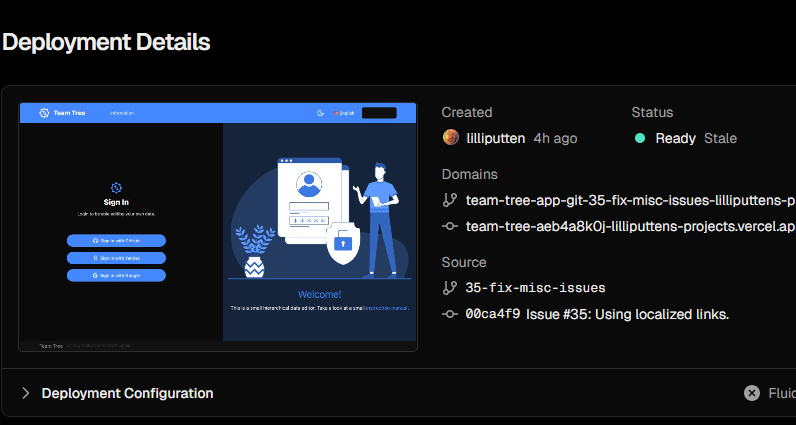 Deployment Details
Team Tree
Information
English
Sign In
Login to be able editing your own data.
Sign in with GitHub
Sign in with Yandex
Sign in with Google
Welcome!
This is a small hierarchical data editor. Take a look at a small instruction manual.
Team Tree
Created
lilliputten 4h ago
Status
Ready Stale
Domains
team-tree-app-git-35-fix-misc-issues-lilliputtens-p
team-tree-aeb4a8k0j-lilliputtens-projects.vercel.ap
Source
35-fix-misc-issues
00ca4f9 Issue #35: Using localized links.
Deployment Configuration
Fluid